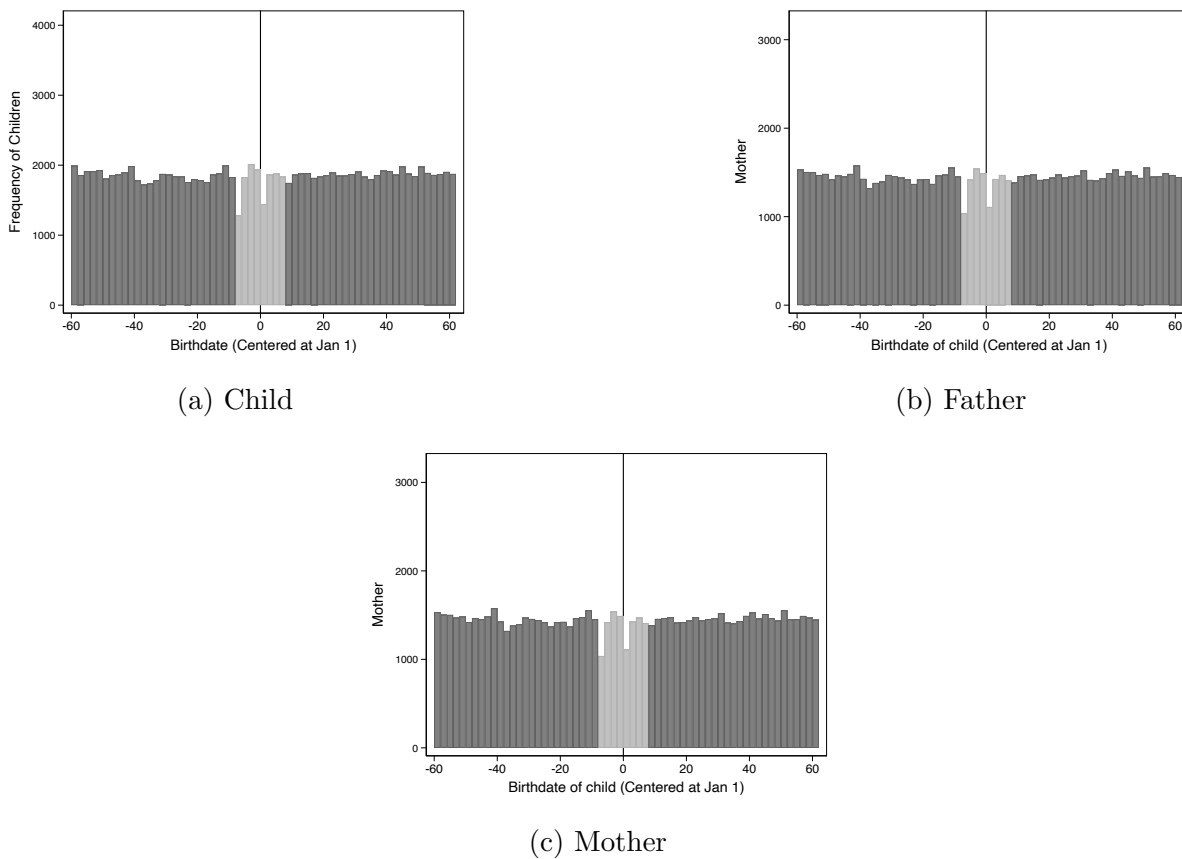 Frequency of Children
4000
3000
2000
1000
0
-60 -40 -20 0 20 40 60
Birthdate (Centered at Jan 1)
(a) Child
Mother
3000
2000
1000
0
-60 -40 -20 0 20 40 60
Birthdate of child (Centered at Jan 1)
(b) Father
Mother
3000
2000
1000
0
-60 -40 -20 0 20 40 60
Birthdate of child (Centered at Jan 1)
(c) Mother